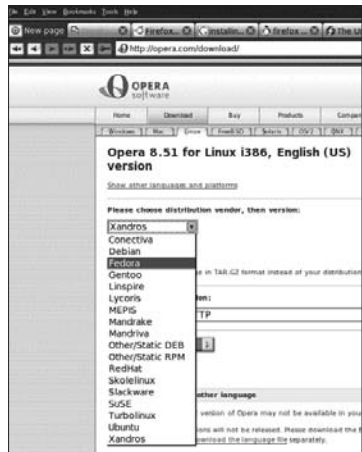 File Edit View Bookmarks Tools Help
New page Firefox... Installin... firefox ... The U
http://opera.com/download/
OPERA
software
Home Download Buy Products Compan
Windows Mac Linux FreeBSD Solaris OS/2 QNX
Opera 8.51 for Linux i386, English (US)
version
Show other languages and platforms
Please choose distribution vendor, then version:
Xandros
Conectiva
Debian
Fedora
Gentoo
Linspire
Lycoris
MEPIS
Mandrake
Mandriva
Other/Static DEB
Other/Static RPM
RedHat
Skolelinux
Slackware
SuSE
Turbolinux
Ubuntu
Xandros
e in TAR.GZ format instead of your distribution
on:
TP
other language
version of Opera may not be available in you
ons will not be released. Please download the E
download the language file separately.